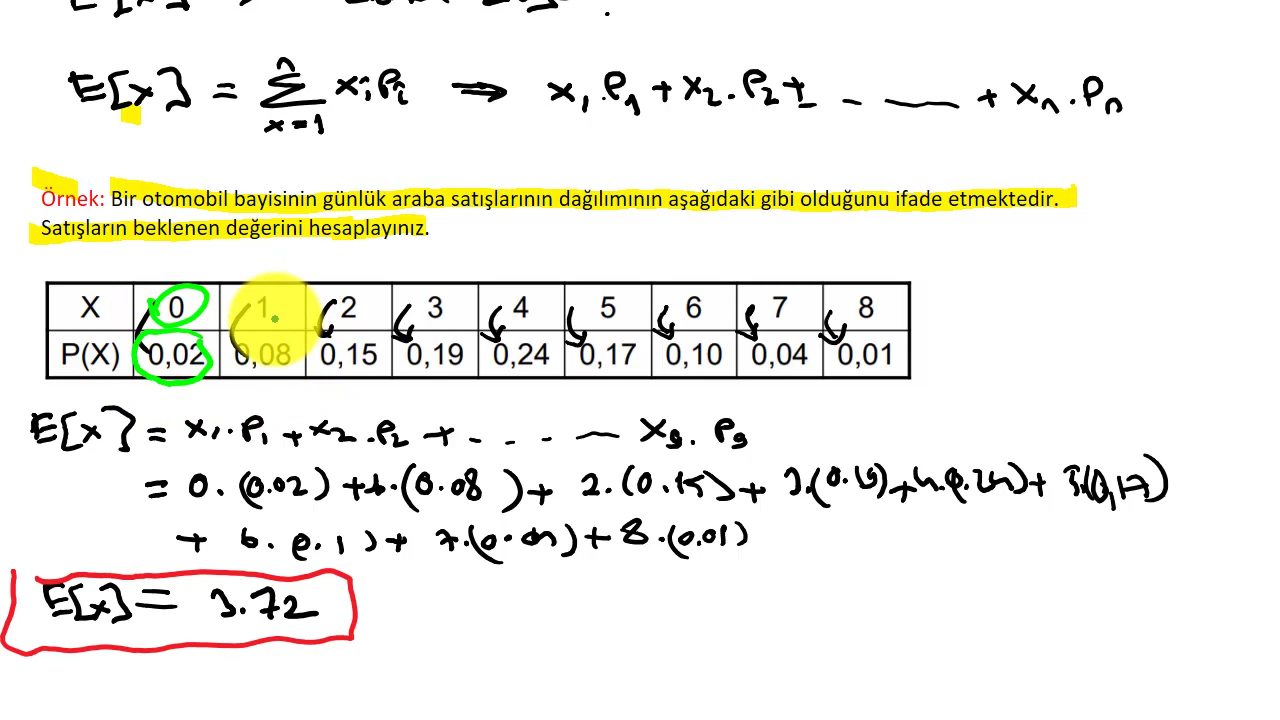 E[x] = n Σ x=1 xᵢPᵢ ⇒ x₁.P₁ + x₂.P₂ + - - — + xₙ.Pₙ
Örnek: Bir otomobil bayisinin günlük araba satışlarının dağılımının aşağıdaki gibi olduğunu ifade etmektedir.
Satışların beklenen değerini hesaplayınız.
X 0 1 2 3 4 5 6 7 8
P(X) 0,02 0,08 0,15 0,19 0,24 0,17 0,10 0,04 0,01
E[x] = x₁.P₁ + x₂.P₂ + - - - — x₉.P₉
= 0.(0.02) + 1.(0.08) + 2.(0.15) + 3.(0.19) + 4.(0.24) + 5.(0,17)
+ 6.(0.1) + 7.(0.04) + 8.(0.01)
E[x] = 3.72